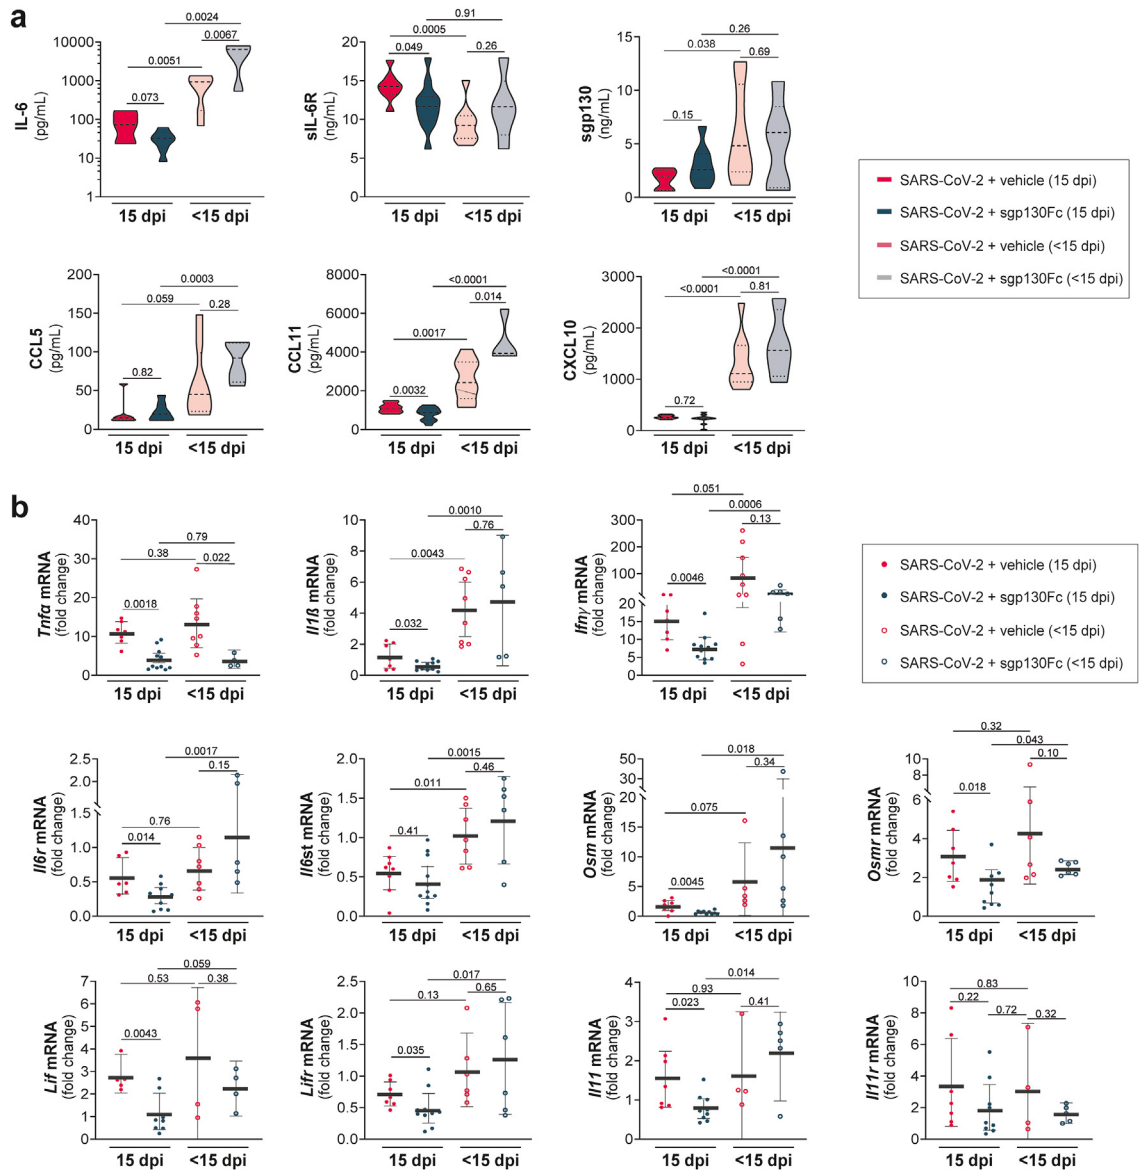 a
IL-6
(pg/mL)
10000
1000
100
10
1
0.0024
0.0067
0.0051
0.073
15 dpi
<15 dpi
sIL-6R
(ng/mL)
20
15
10
5
0
0.91
0.0005
0.049
0.26
15 dpi
<15 dpi
sgp130
(ng/mL)
15
10
5
0
0.26
0.038
0.69
0.15
15 dpi
<15 dpi
SARS-CoV-2 + vehicle (15 dpi)
SARS-CoV-2 + sgp130Fc (15 dpi)
SARS-CoV-2 + vehicle (<15 dpi)
SARS-CoV-2 + sgp130Fc (<15 dpi)
CCL5
(pg/mL)
200
150
100
50
0
0.0003
0.059
0.28
0.82
15 dpi
<15 dpi
CCL11
(pg/mL)
8000
6000
4000
2000
0
<0.0001
0.014
0.0017
0.0032
15 dpi
<15 dpi
CXCL10
(pg/mL)
3000
2000
1000
0
<0.0001
<0.0001
0.81
0.72
15 dpi
<15 dpi
b
Tnfα mRNA
(fold change)
40
30
20
10
0
0.79
0.38
0.022
0.0018
15 dpi
<15 dpi
Il1ß mRNA
(fold change)
10
8
6
4
2
0
0.0010
0.76
0.0043
0.032
15 dpi
<15 dpi
Ifnγ mRNA
(fold change)
300
200
100
20
15
10
5
0
0.051
0.0006
0.13
0.0046
15 dpi
<15 dpi
SARS-CoV-2 + vehicle (15 dpi)
SARS-CoV-2 + sgp130Fc (15 dpi)
SARS-CoV-2 + vehicle (<15 dpi)
SARS-CoV-2 + sgp130Fc (<15 dpi)
Il6r mRNA
(fold change)
2.5
2.0
1.5
1.0
0.5
0.0
0.0017
0.15
0.76
0.014
15 dpi
<15 dpi
Il6st mRNA
(fold change)
2.0
1.5
1.0
0.5
0.0
0.0015
0.46
0.011
0.41
15 dpi
<15 dpi
Osm mRNA
(fold change)
50
40
30
20
15
10
5
0
0.018
0.34
0.075
0.0045
15 dpi
<15 dpi
Osmr mRNA
(fold change)
10
8
6
4
2
0
0.32
0.043
0.10
0.018
15 dpi
<15 dpi
Lif mRNA
(fold change)
7
6
5
4
3
2
1
0
0.059
0.53
0.38
0.0043
15 dpi
<15 dpi
Lifr mRNA
(fold change)
2.5
2.0
1.5
1.0
0.5
0.0
0.017
0.65
0.13
0.035
15 dpi
<15 dpi
Il11 mRNA
(fold change)
4
3
2
1
0
0.014
0.93
0.41
0.023
15 dpi
<15 dpi
Il11r mRNA
(fold change)
10
8
6
4
2
0
0.83
0.22
0.72
0.32
15 dpi
<15 dpi